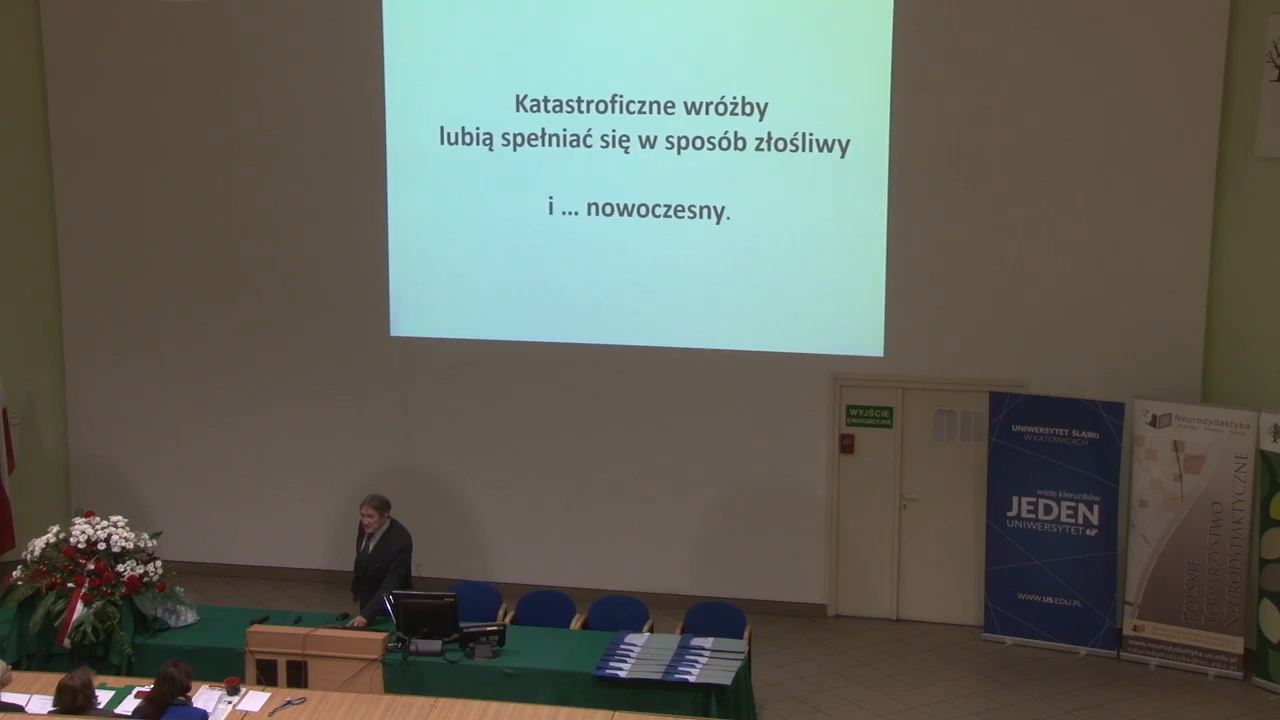 Katastroficzne wróżby
lubią spełniać się w sposób złośliwy
i ... nowoczesny.
WYJŚCIE
EWAKUACYJNE
UNIWERSYTET ŚLĄSKI
W KATOWICACH
wiele kierunków
JEDEN
UNIWERSYTET
WWW.US.EDU.PL
Neurodydaktyka
POLSKIE
TOWARZYSTWO
NEURODYDAKTYCZNE